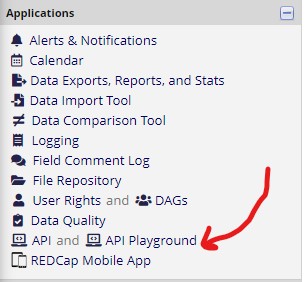 Applications
Alerts & Notifications
Calendar
Data Exports, Reports, and Stats
Data Import Tool
Data Comparison Tool
Logging
Field Comment Log
File Repository
User Rights and DAGs
Data Quality
API and API Playground
REDCap Mobile App